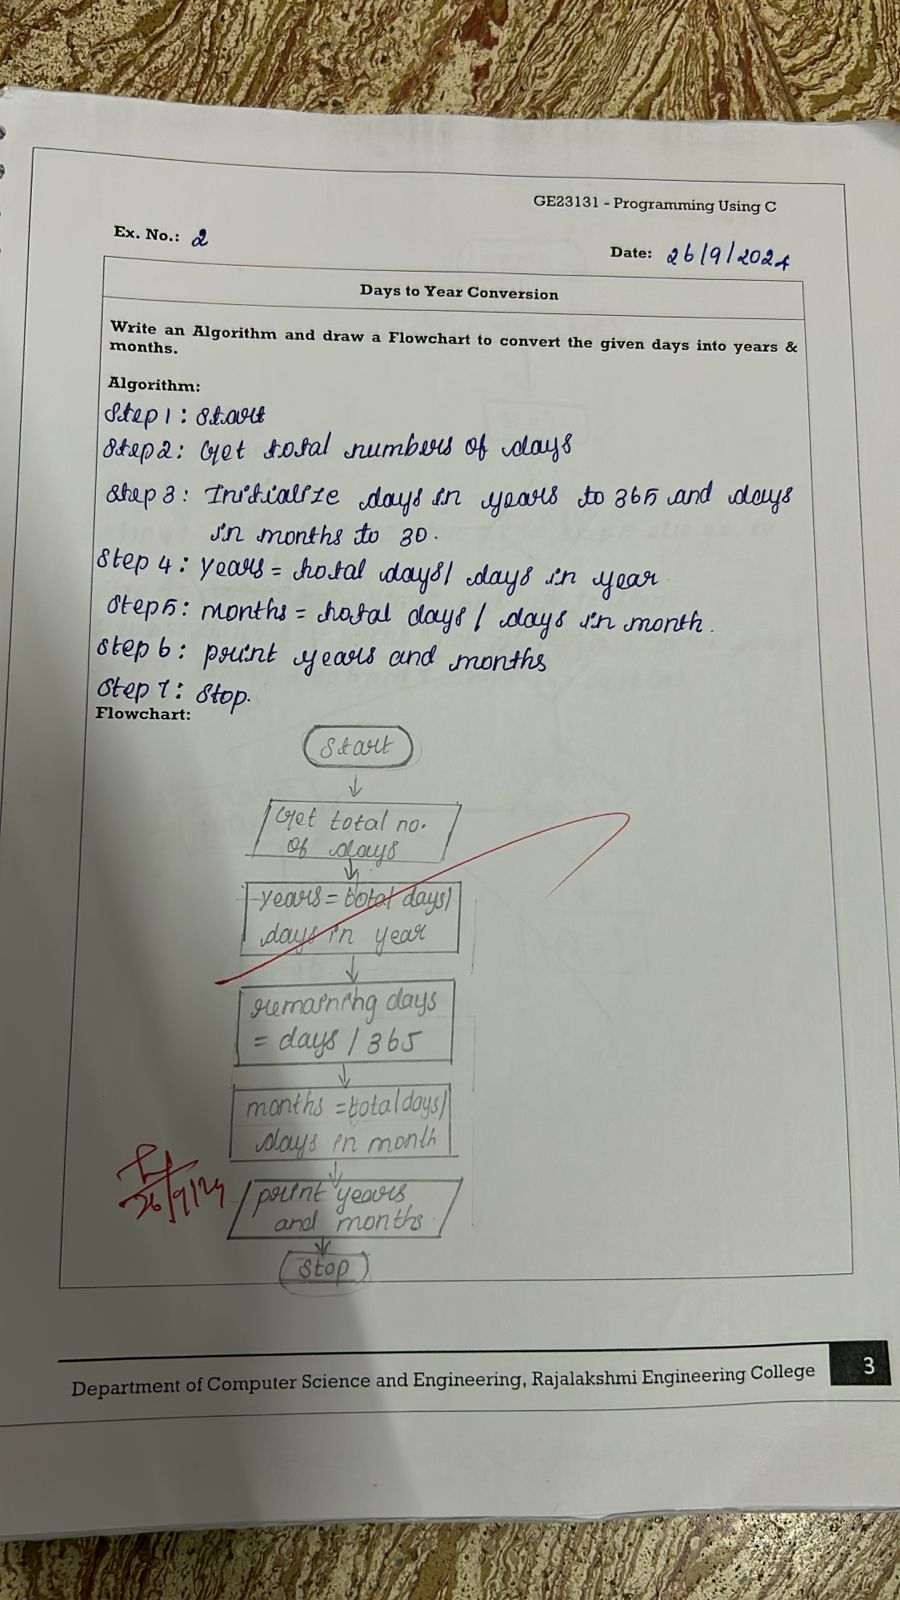 GE23131 - Programming Using C
Ex. No.: 2
Date: 26/9/2024
Days to Year Conversion
Write an Algorithm and draw a Flowchart to convert the given days into years &
months.
Algorithm:
Step 1: Start
Step 2: Get total numbers of days
Step 3: Initialize days in years to 365 and days
in months to 30.
Step 4: years = total days / days in year
Step 5: months = total days / days in month.
Step 6: print years and months
Step 7: Stop.
Flowchart:
Start
Get total no.
of days
years = total days /
days in year
remaining days
= days / 365
months = total days /
days in month
print years
and months.
Stop
26/9/24
Department of Computer Science and Engineering, Rajalakshmi Engineering College
3